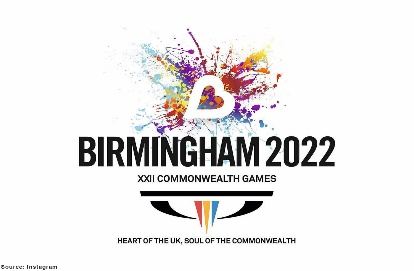 BIRMINGHAM 2022
XXII COMMONWEALTH GAMES
HEART OF THE UK, SOUL OF THE COMMONWEALTH
Source: Instagram